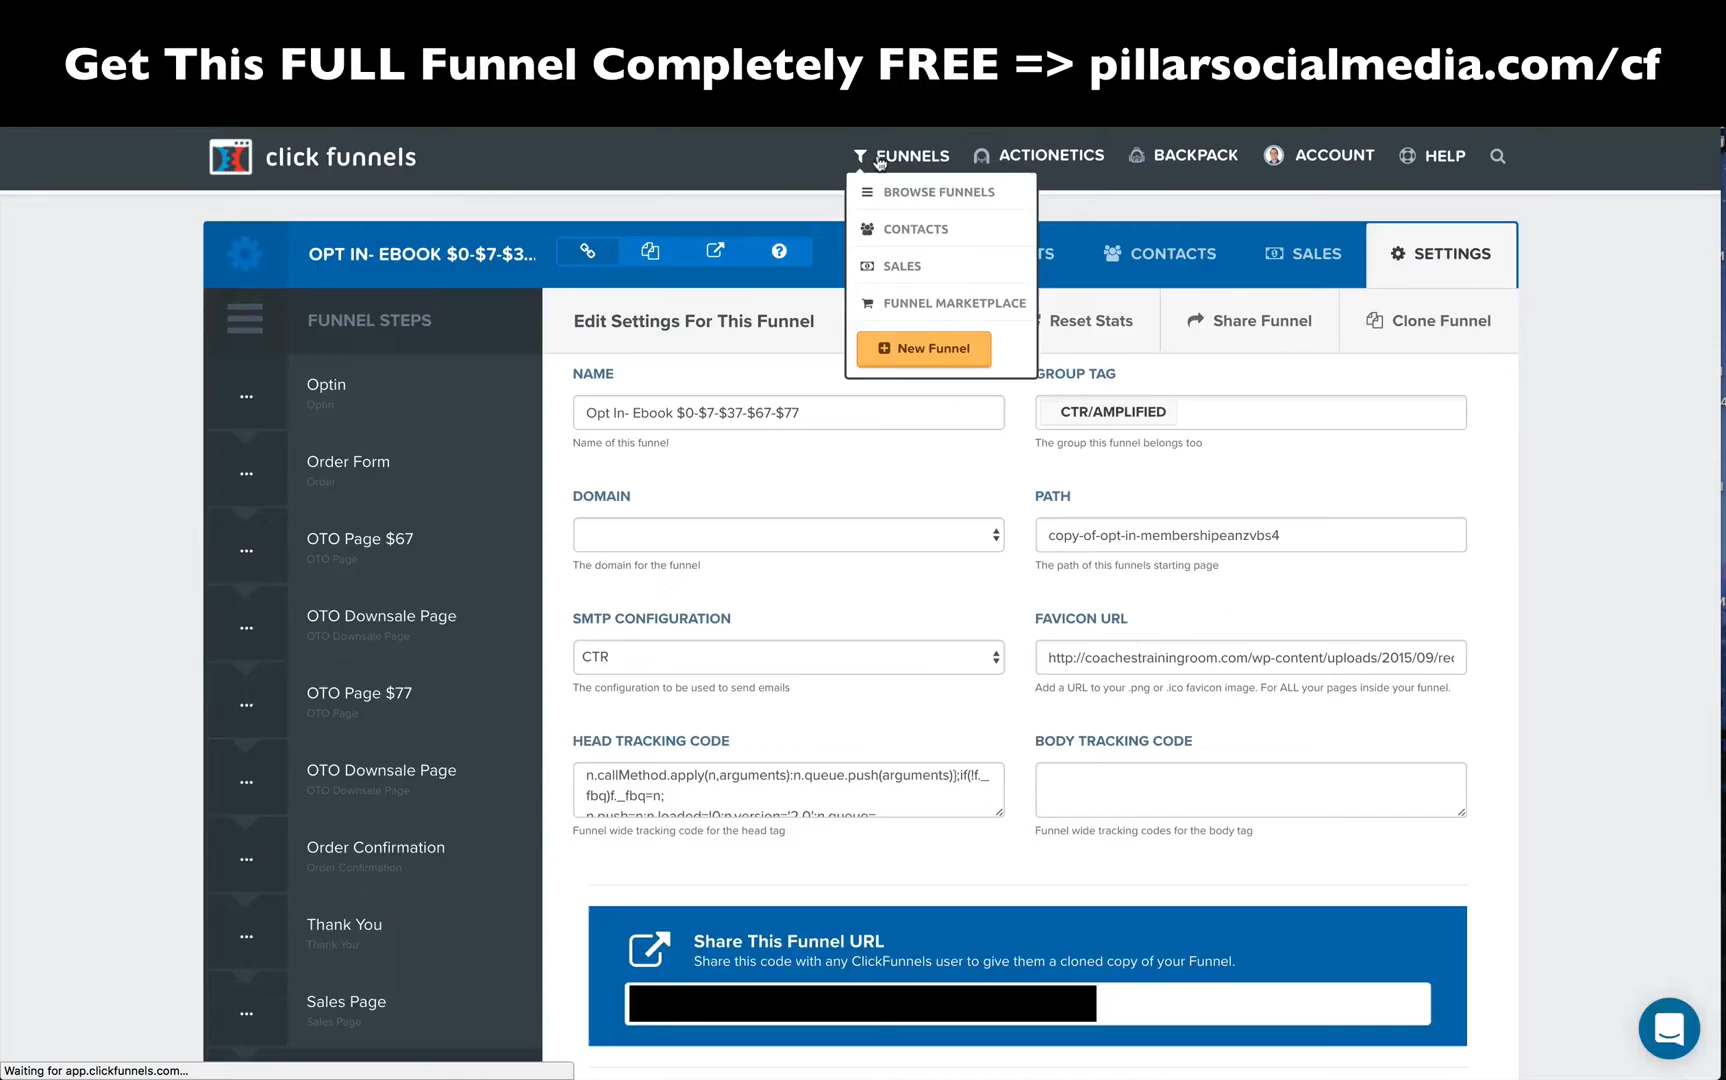 Get This FULL Funnel Completely FREE => pillarsocialmedia.com/cf
click funnels
FUNNELS
ACTIONETICS
BACKPACK
ACCOUNT
HELP
BROWSE FUNNELS
CONTACTS
SALES
FUNNEL MARKETPLACE
New Funnel
OPT IN- EBOOK $0-$7-$3...
TS
CONTACTS
SALES
SETTINGS
FUNNEL STEPS
Edit Settings For This Funnel
Reset Stats
Share Funnel
Clone Funnel
Optin
Optin
Order Form
Order
OTO Page $67
OTO Page
OTO Downsale Page
OTO Downsale Page
OTO Page $77
OTO Page
OTO Downsale Page
OTO Downsale Page
Order Confirmation
Order Confirmation
Thank You
Thank You
Sales Page
Sales Page
NAME
Opt In- Ebook $0-$7-$37-$67-$77
Name of this funnel
GROUP TAG
CTR/AMPLIFIED
The group this funnel belongs too
DOMAIN
The domain for the funnel
PATH
copy-of-opt-in-membershipeanzvbs4
The path of this funnels starting page
SMTP CONFIGURATION
CTR
The configuration to be used to send emails
FAVICON URL
http://coachestrainingroom.com/wp-content/uploads/2015/09/rec
Add a URL to your .png or .ico favicon image. For ALL your pages inside your funnel.
HEAD TRACKING CODE
n.callMethod.apply(n,arguments):n.queue.push(arguments)};if(!f._
fbq)f._fbq=n;
n.push=n;n.loaded=!0;n.version='2.0';n.queue=
Funnel wide tracking code for the head tag
BODY TRACKING CODE
Funnel wide tracking codes for the body tag
Share This Funnel URL
Share this code with any ClickFunnels user to give them a cloned copy of your Funnel.
Waiting for app.clickfunnels.com...